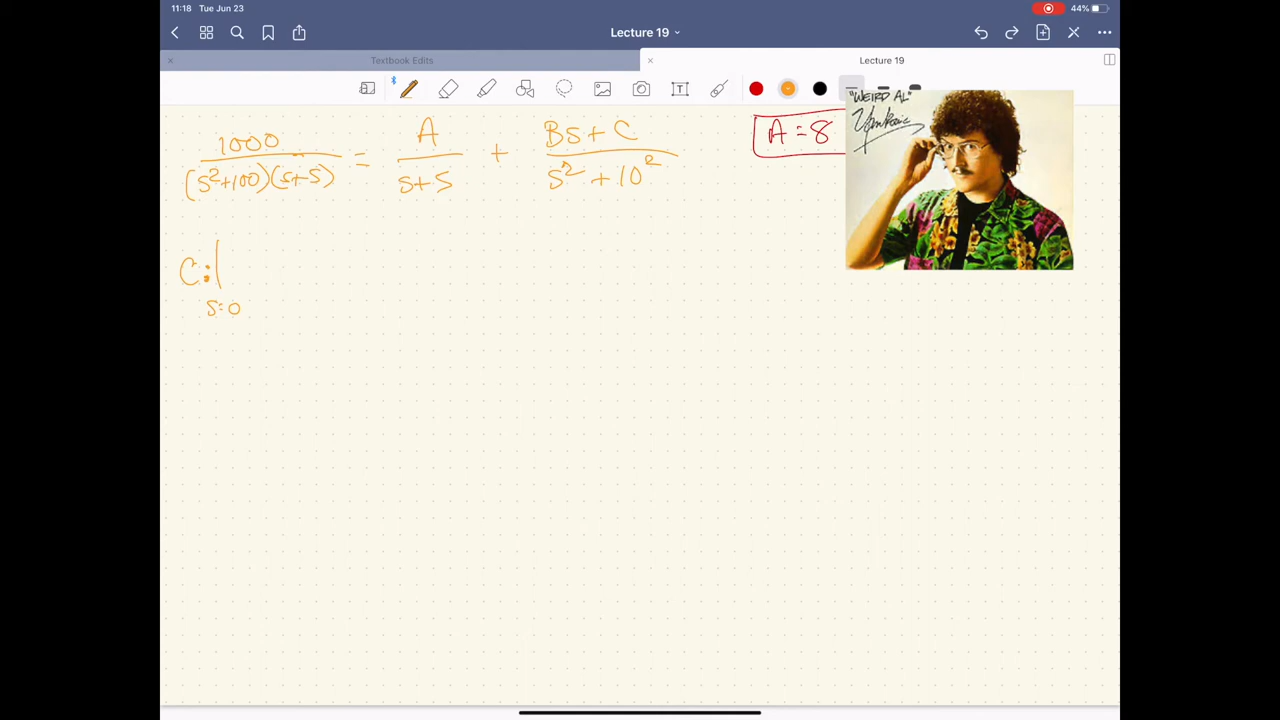 11:18 Tue Jun 23
44%
Lecture 19
Textbook Edits
Lecture 19
1000 / (s²+100)(s+5) = A / s+5 + Bs+C / s²+10²
A = 8
"WEIRD AL"
C:|
s=0